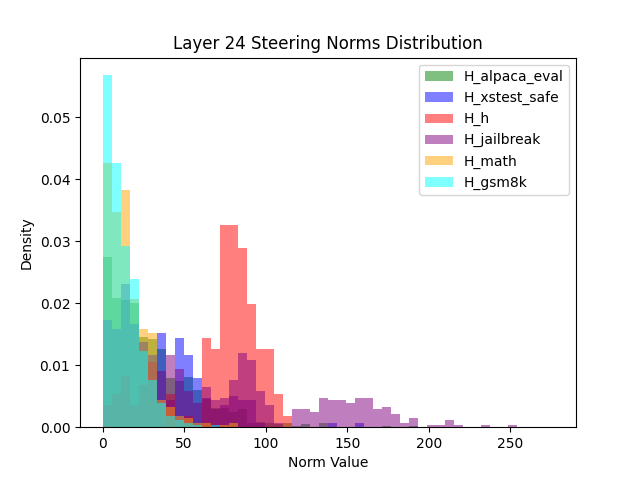 Layer 24 Steering Norms Distribution
H_alpaca_eval
H_xstest_safe
H_h
H_jailbreak
H_math
H_gsm8k
Density
0.05
0.04
0.03
0.02
0.01
0.00
0 50 100 150 200 250
Norm Value